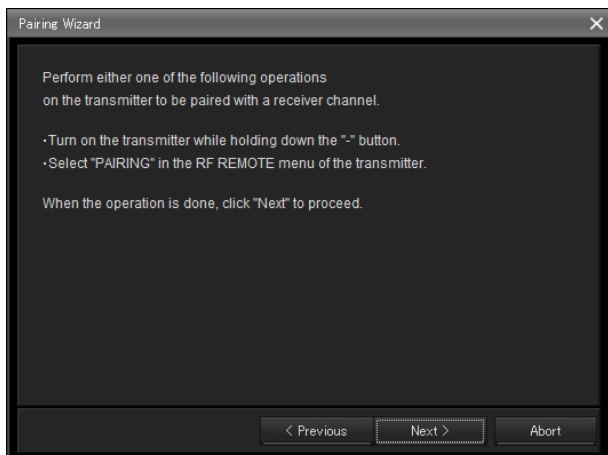 Pairing Wizard
Perform either one of the following operations
on the transmitter to be paired with a receiver channel.
・Turn on the transmitter while holding down the "-" button.
・Select "PAIRING" in the RF REMOTE menu of the transmitter.
When the operation is done, click "Next" to proceed.
< Previous Next > Abort